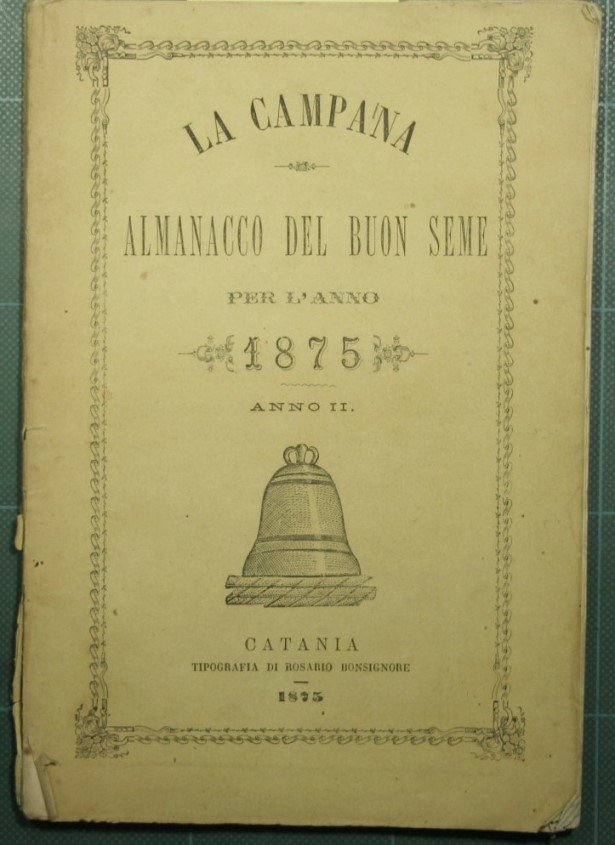 LA CAMPANA
ALMANACCO DEL BUON SEME
PER L'ANNO
1875
ANNO II.
CATANIA
TIPOGRAFIA DI ROSARIO BONSIGNORE
1875